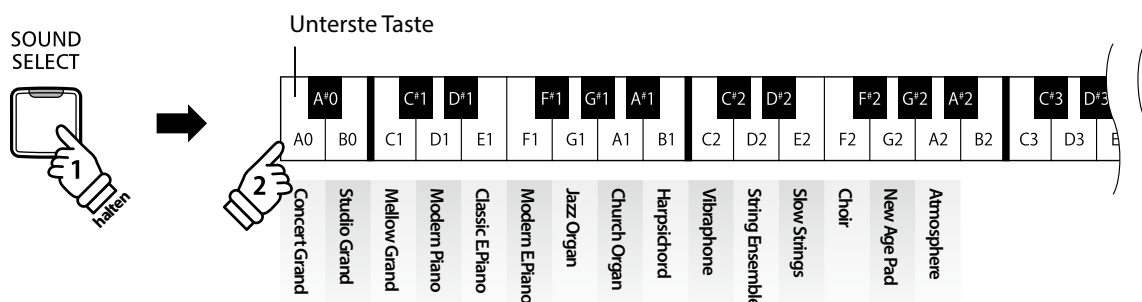 Unterste Taste
SOUND
SELECT
A#0 C#1 D#1 F#1 G#1 A#1 C#2 D#2 F#2 G#2 A#2 C#3 D#3
A0 B0 C1 D1 E1 F1 G1 A1 B1 C2 D2 E2 F2 G2 A2 B2 C3 D3
1
halten
2
Concert Grand
Studio Grand
Mellow Grand
Modern Piano
Classic E.Piano
Modern E.Piano
Jazz Organ
Church Organ
Harpsichord
Vibraphone
String Ensemble
Slow Strings
Choir
New Age Pad
Atmosphere